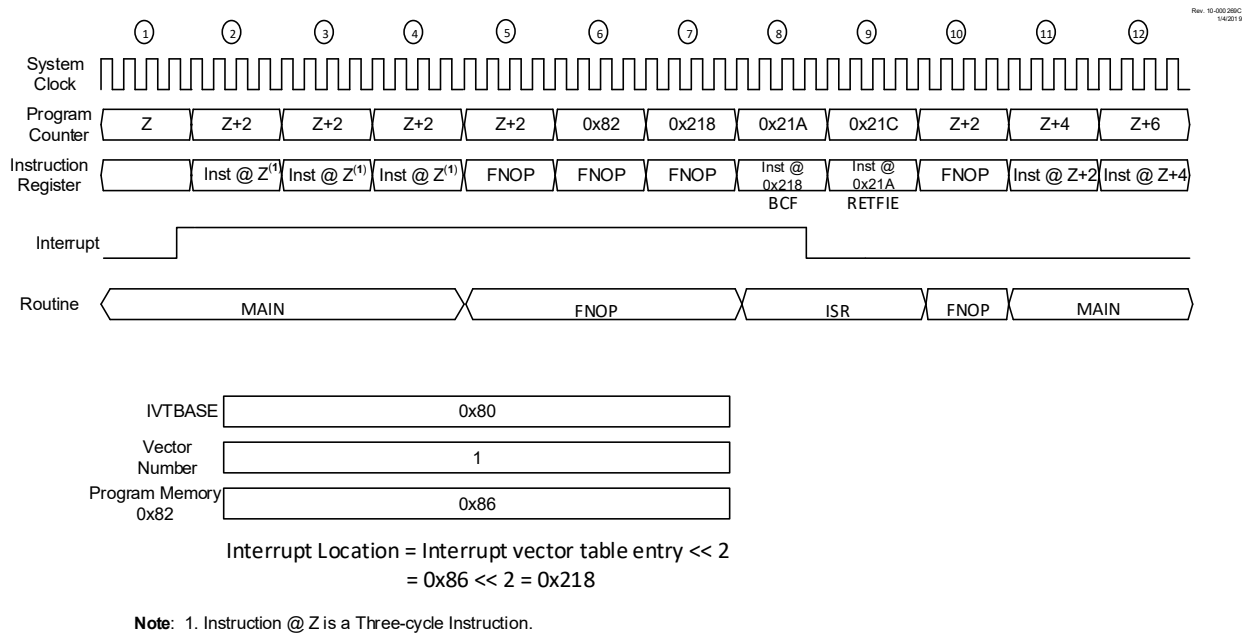 Rev. 10-000 269C
1/4/2019
1 2 3 4 5 6 7 8 9 10 11 12
System
Clock
Program
Counter
Z Z+2 Z+2 Z+2 Z+2 0x82 0x218 0x21A 0x21C Z+2 Z+4 Z+6
Instruction
Register
Inst @ Z(1) Inst @ Z(1) Inst @ Z(1) FNOP FNOP FNOP Inst @ 0x218 BCF Inst @ 0x21A RETFIE FNOP Inst @ Z+2 Inst @ Z+4
Interrupt
Routine MAIN FNOP ISR FNOP MAIN
IVTBASE 0x80
Vector
Number
1
Program Memory
0x82
0x86
Interrupt Location = Interrupt vector table entry << 2
= 0x86 << 2 = 0x218
Note: 1. Instruction @ Z is a Three-cycle Instruction.